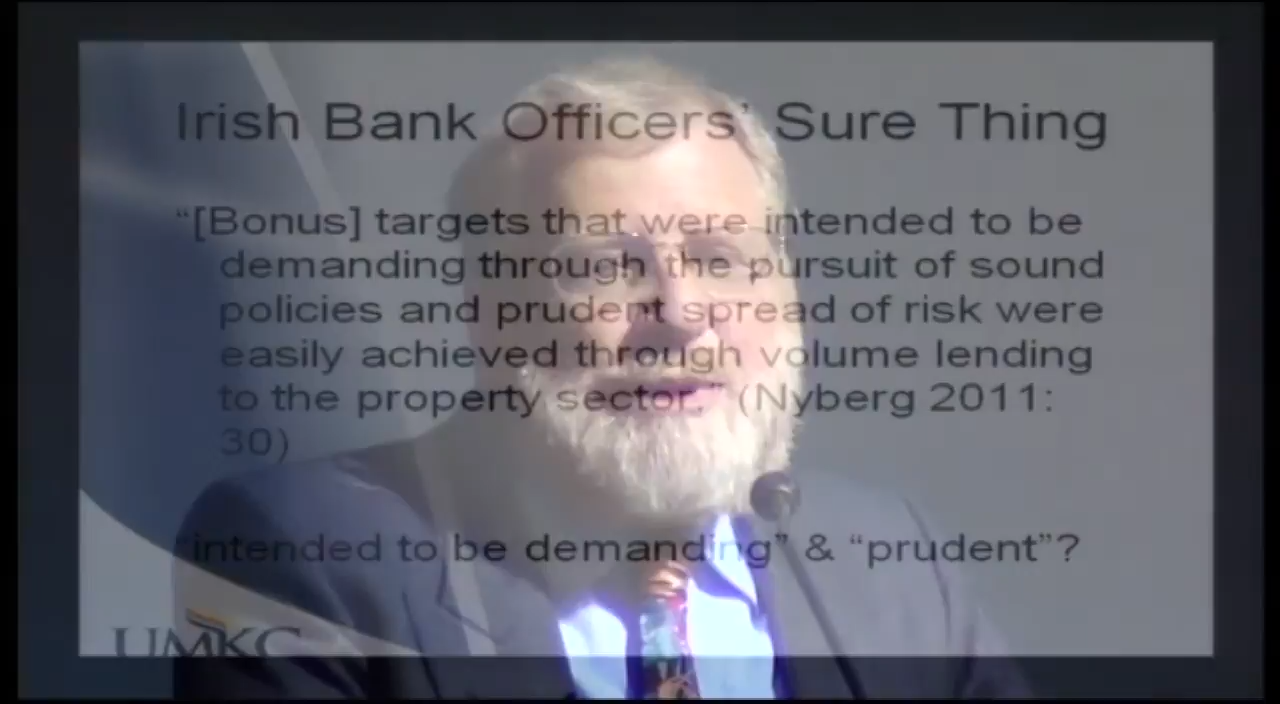 Irish Bank Officers' Sure Thing
“[Bonus] targets that were intended to be
demanding through the pursuit of sound
policies and prudent spread of risk were
easily achieved through volume lending
to the property sector.” (Nyberg 2011:
30)
“intended to be demanding” & “prudent”?
UMKC